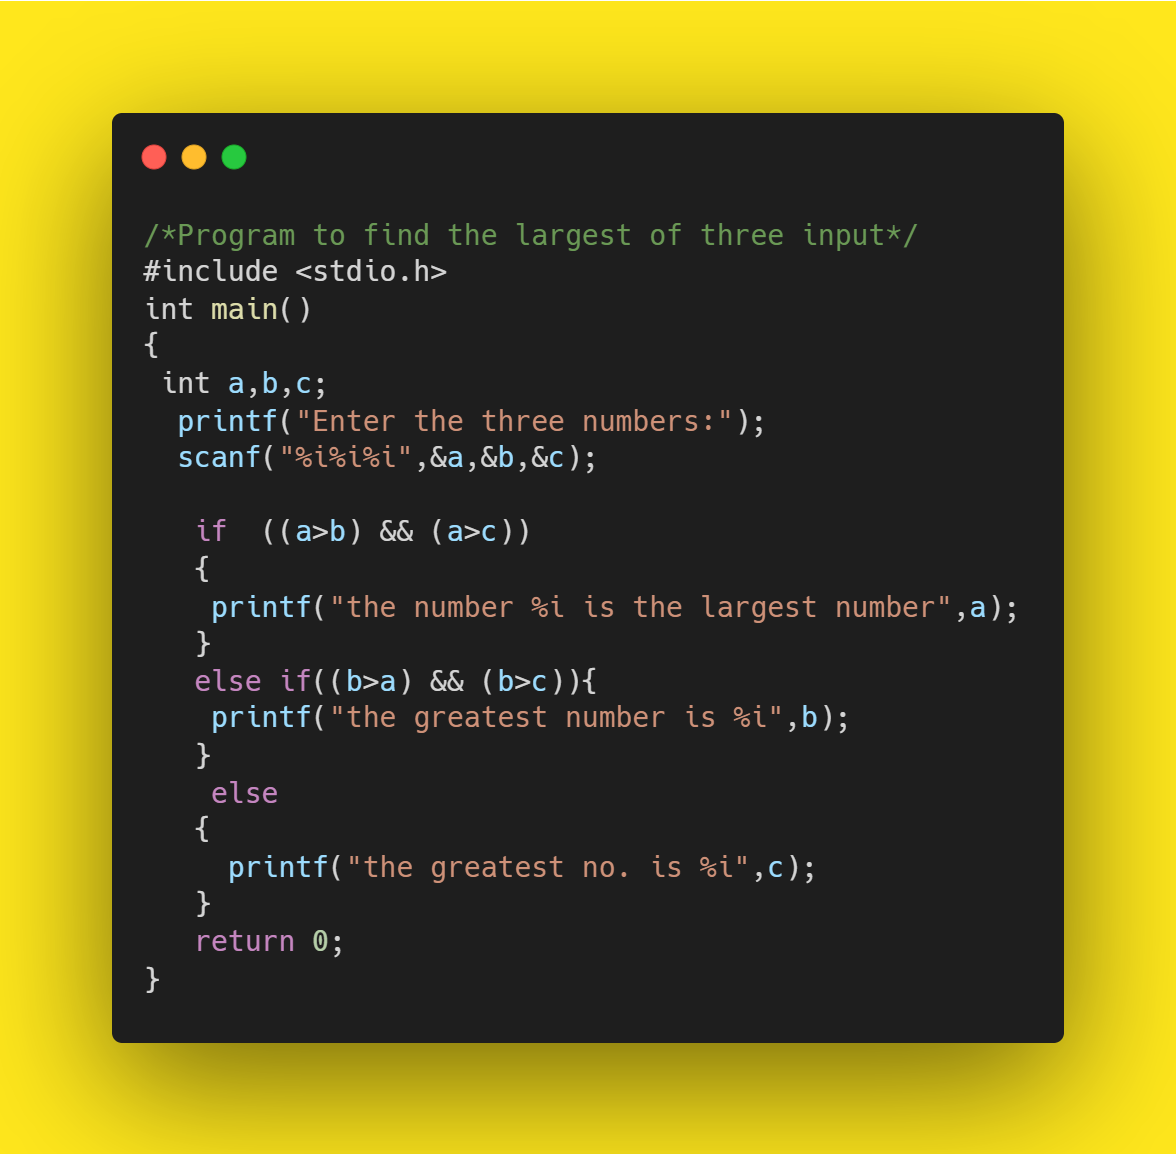 /*Program to find the largest of three input*/
#include <stdio.h>
int main()
{
 int a,b,c;
  printf("Enter the three numbers:");
  scanf("%i%i%i",&a,&b,&c);

   if  ((a>b) && (a>c))
   {
    printf("the number %i is the largest number",a);
   }
   else if((b>a) && (b>c)){
    printf("the greatest number is %i",b);
   }
    else
   {
     printf("the greatest no. is %i",c);
   }
   return 0;
}